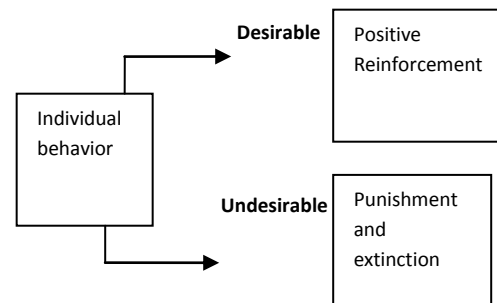 Desirable
Positive
Reinforcement
Individual
behavior
Undesirable
Punishment
and
extinction